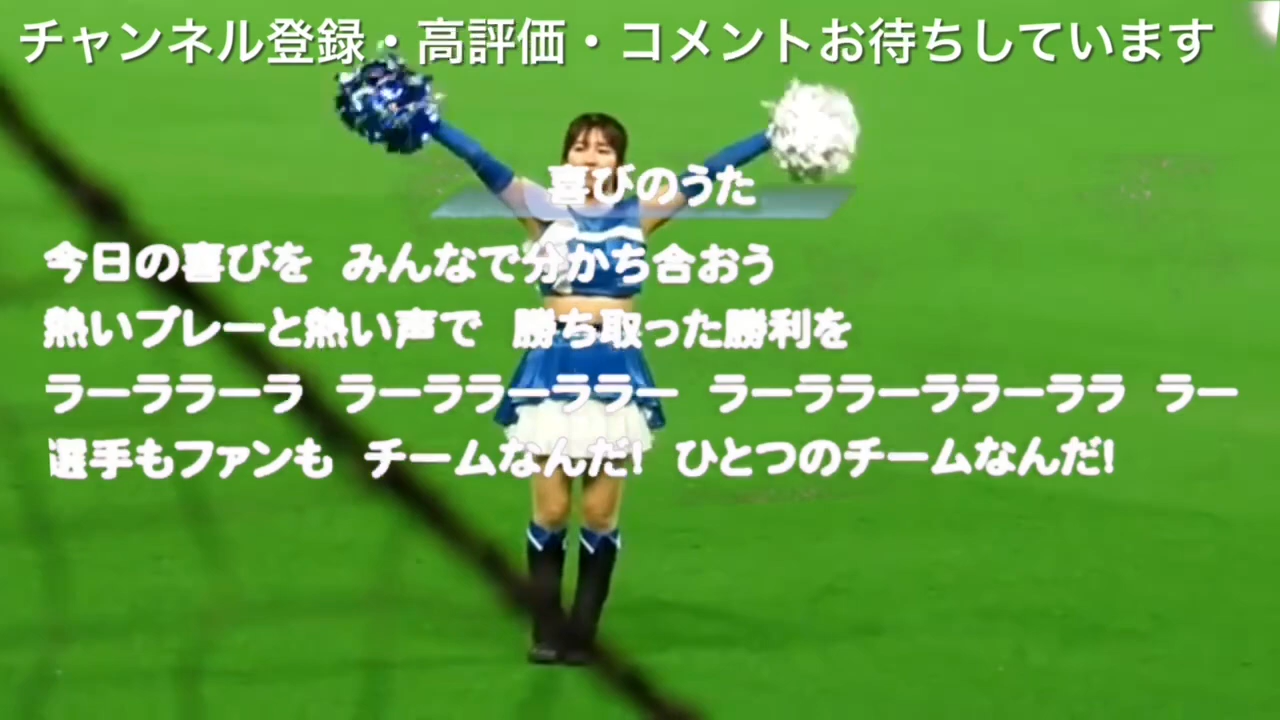 チャンネル登録・高評価・コメントお待ちしています
喜びのうた
今日の喜びを みんなで分かち合おう
熱いプレーと熱い声で 勝ち取った勝利を
ラーララーラ ラーララーララー ラーララーララーララ ラー
選手もファンも チームなんだ! ひとつのチームなんだ!